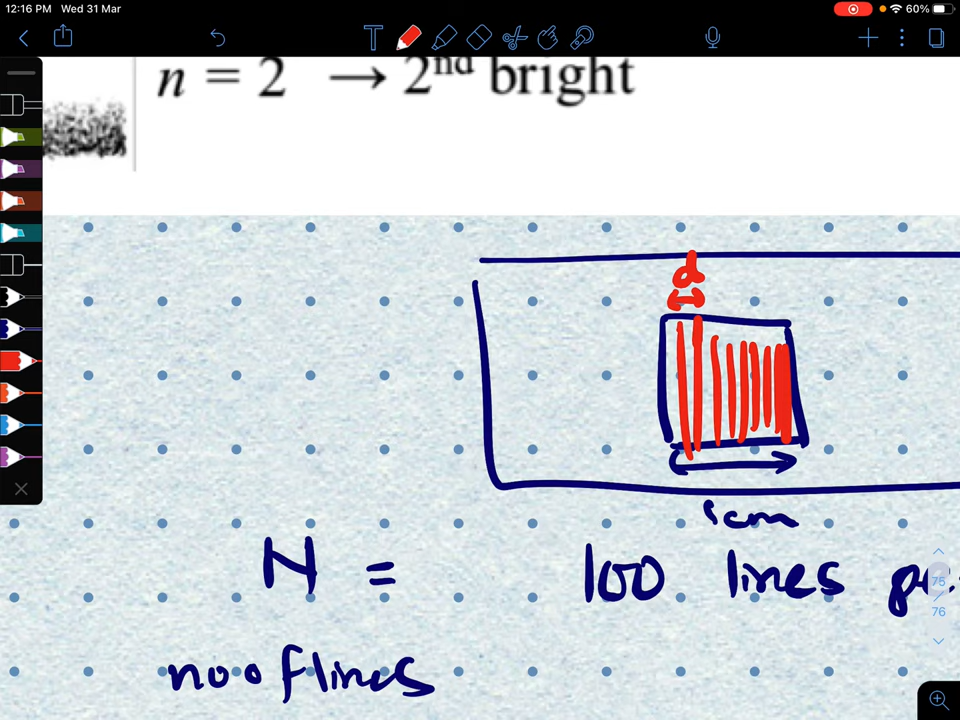 12:16 PM Wed 31 Mar
60%
T
n = 2 → 2nd bright
d
1cm
N = 100 lines
no of lines
75
/
76